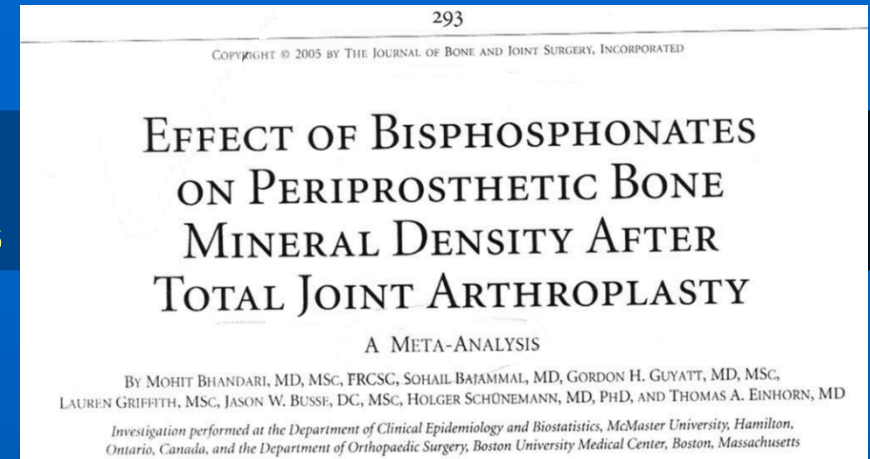 293
COPYRIGHT © 2005 BY THE JOURNAL OF BONE AND JOINT SURGERY, INCORPORATED
EFFECT OF BISPHOSPHONATES
ON PERIPROSTHETIC BONE
MINERAL DENSITY AFTER
TOTAL JOINT ARTHROPLASTY
A META-ANALYSIS
BY MOHIT BHANDARI, MD, MSC, FRCSC, SOHAIL BAJAMMAL, MD, GORDON H. GUYATT, MD, MSC,
LAUREN GRIFFITH, MSC, JASON W. BUSSE, DC, MSC, HOLGER SCHÜNEMANN, MD, PHD, AND THOMAS A. EINHORN, MD
Investigation performed at the Department of Clinical Epidemiology and Biostatistics, McMaster University, Hamilton,
Ontario, Canada, and the Department of Orthopaedic Surgery, Boston University Medical Center, Boston, Massachusetts